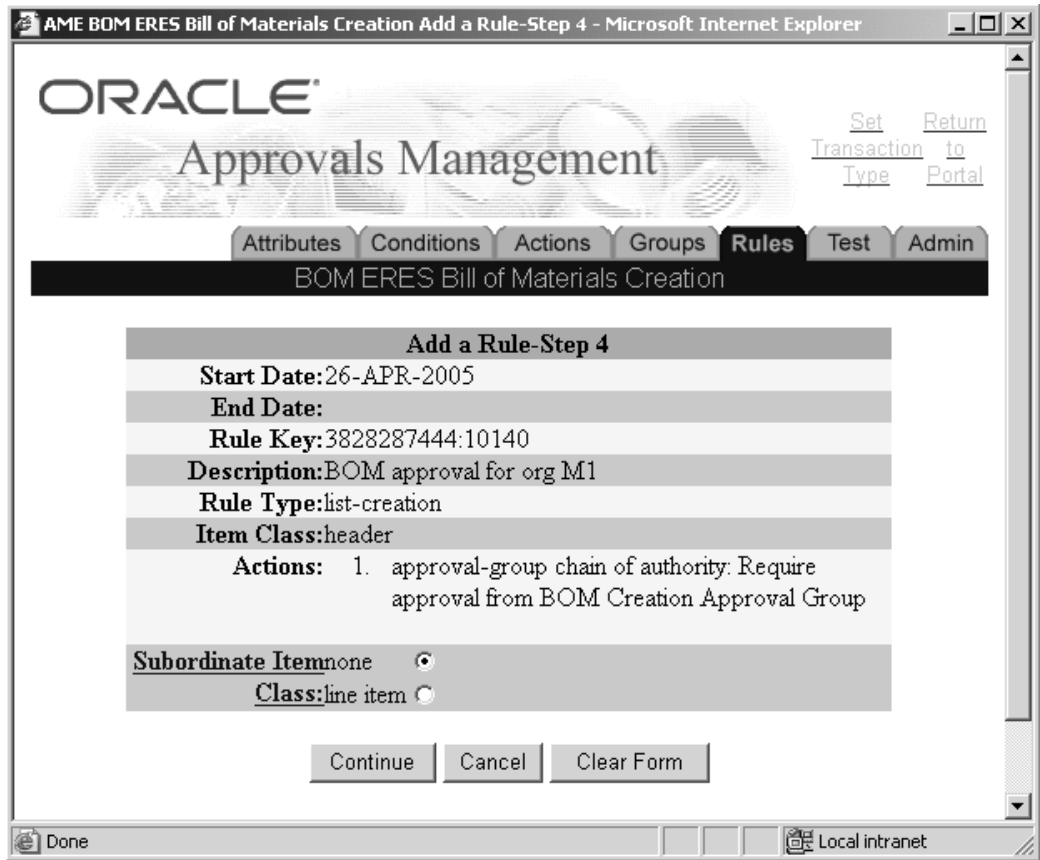 AME BOM ERES Bill of Materials Creation Add a Rule-Step 4 - Microsoft Internet Explorer
ORACLE
Approvals Management
Set Transaction Type
Return to Portal
Attributes Conditions Actions Groups Rules Test Admin
BOM ERES Bill of Materials Creation
Add a Rule-Step 4
Start Date:26-APR-2005
End Date:
Rule Key:3828287444:10140
Description:BOM approval for org M1
Rule Type:list-creation
Item Class:header
Actions: 1. approval-group chain of authority: Require
approval from BOM Creation Approval Group
Subordinate Itemnone
Class:line item
Continue Cancel Clear Form
Done Local intranet